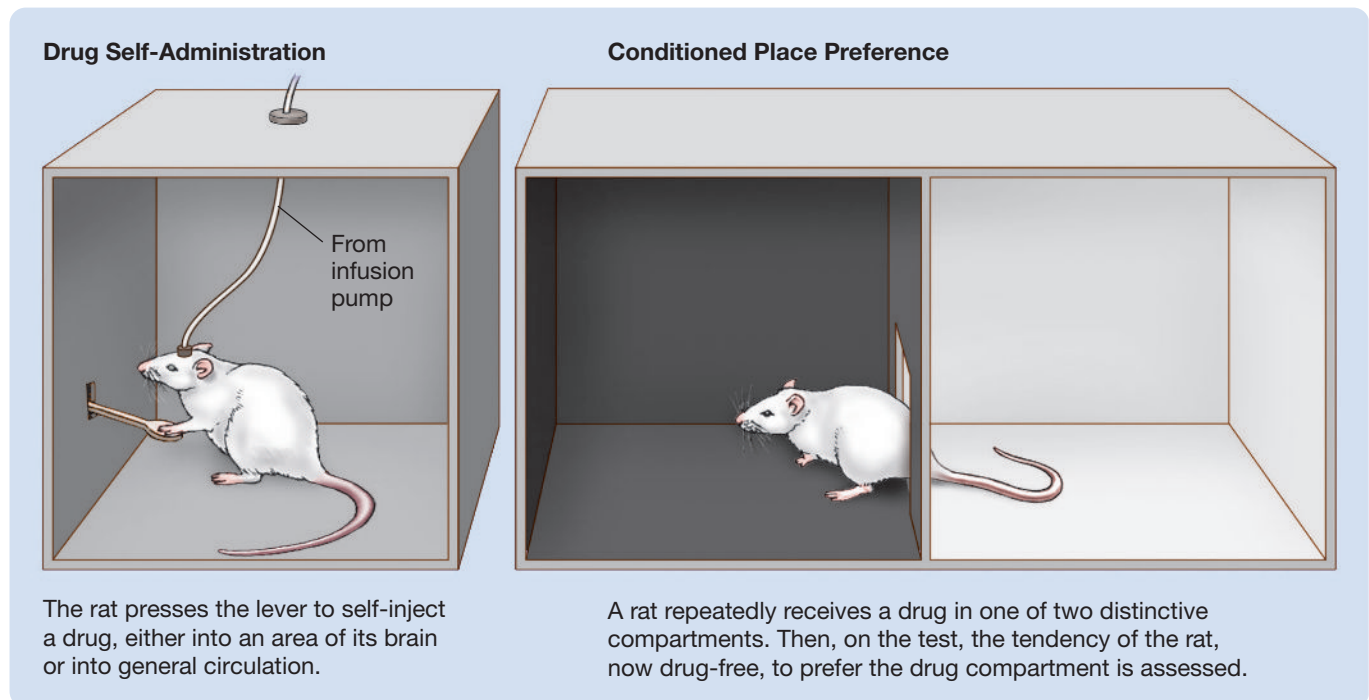 Drug Self-Administration
Conditioned Place Preference
From
infusion
pump
The rat presses the lever to self-inject
a drug, either into an area of its brain
or into general circulation.
A rat repeatedly receives a drug in one of two distinctive
compartments. Then, on the test, the tendency of the rat,
now drug-free, to prefer the drug compartment is assessed.